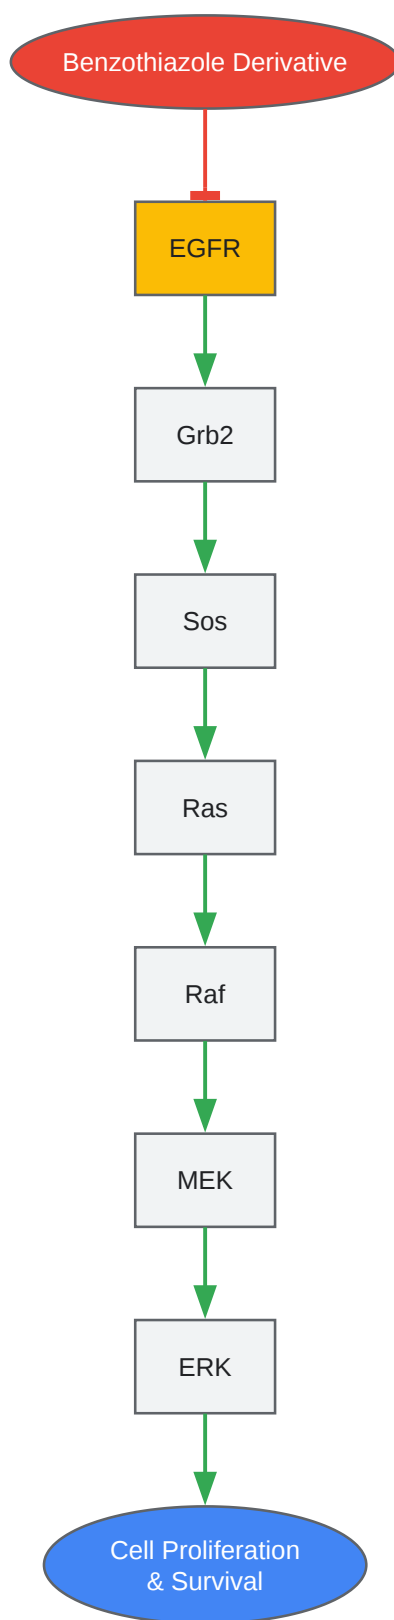 Benzothiazole Derivative
EGFR
Grb2
Sos
Ras
Raf
MEK
ERK
Cell Proliferation
& Survival